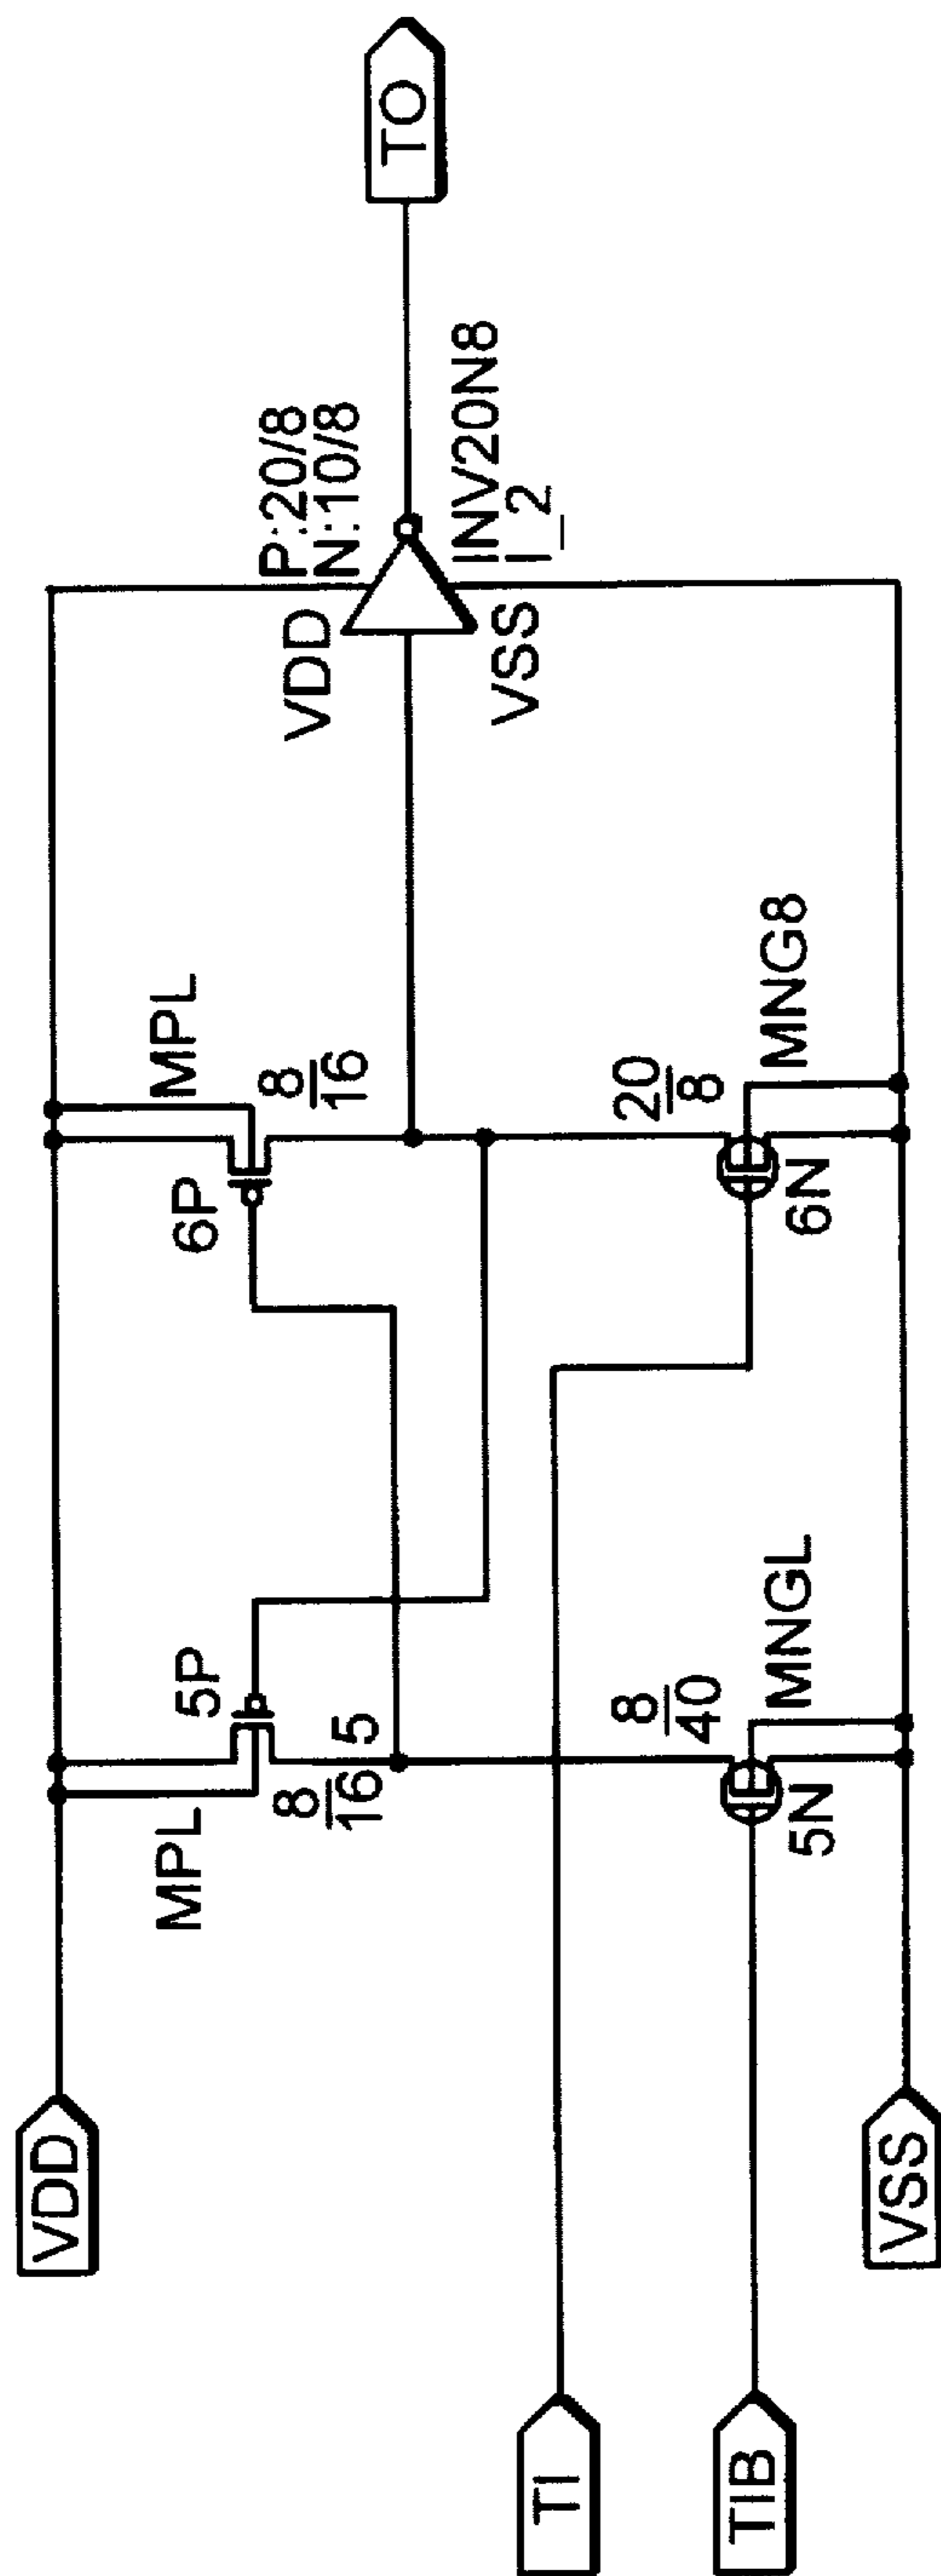 VDD
TI
TIB
VSS
MPL
5P
8
16
5
8
40
MNGL
5N
6P
MPL
8
16
20
8
MNG8
6N
VDD
VSS
P:20/8
N:10/8
INV20N8
I_2
TO